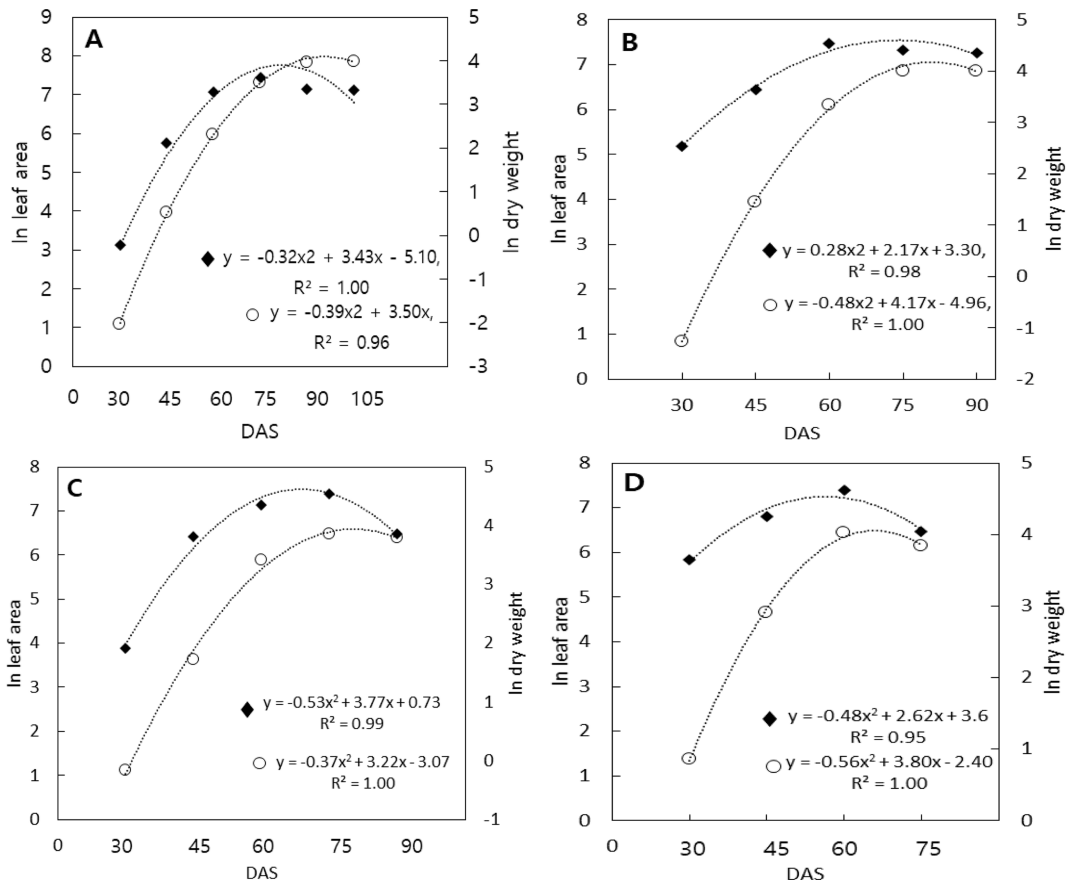 A
9
8
7
6
5
4
3
2
1
0
ln leaf area
5
4
3
2
1
0
-1
-2
-3
ln dry weight
y = -0.32x2 + 3.43x - 5.10,
R² = 1.00
y = -0.39x2 + 3.50x,
R² = 0.96
0 30 45 60 75 90 105
DAS
B
8
7
6
5
4
3
2
1
0
ln leaf area
5
4
3
2
1
0
-1
-2
ln dry weight
y = 0.28x2 + 2.17x + 3.30,
R² = 0.98
y = -0.48x2 + 4.17x - 4.96,
R² = 1.00
30 45 60 75 90
DAS
C
8
7
6
5
4
3
2
1
0
ln leaf area
5
4
3
2
1
0
-1
ln dry weight
y = -0.53x² + 3.77x + 0.73
R² = 0.99
y = -0.37x² + 3.22x - 3.07
R² = 1.00
0 30 45 60 75 90
DAS
D
8
7
6
5
4
3
2
1
0
ln leaf area
5
4
3
2
1
0
ln dry weight
y = -0.48x² + 2.62x + 3.6
R² = 0.95
y = -0.56x² + 3.80x - 2.40
R² = 1.00
0 30 45 60 75
DAS